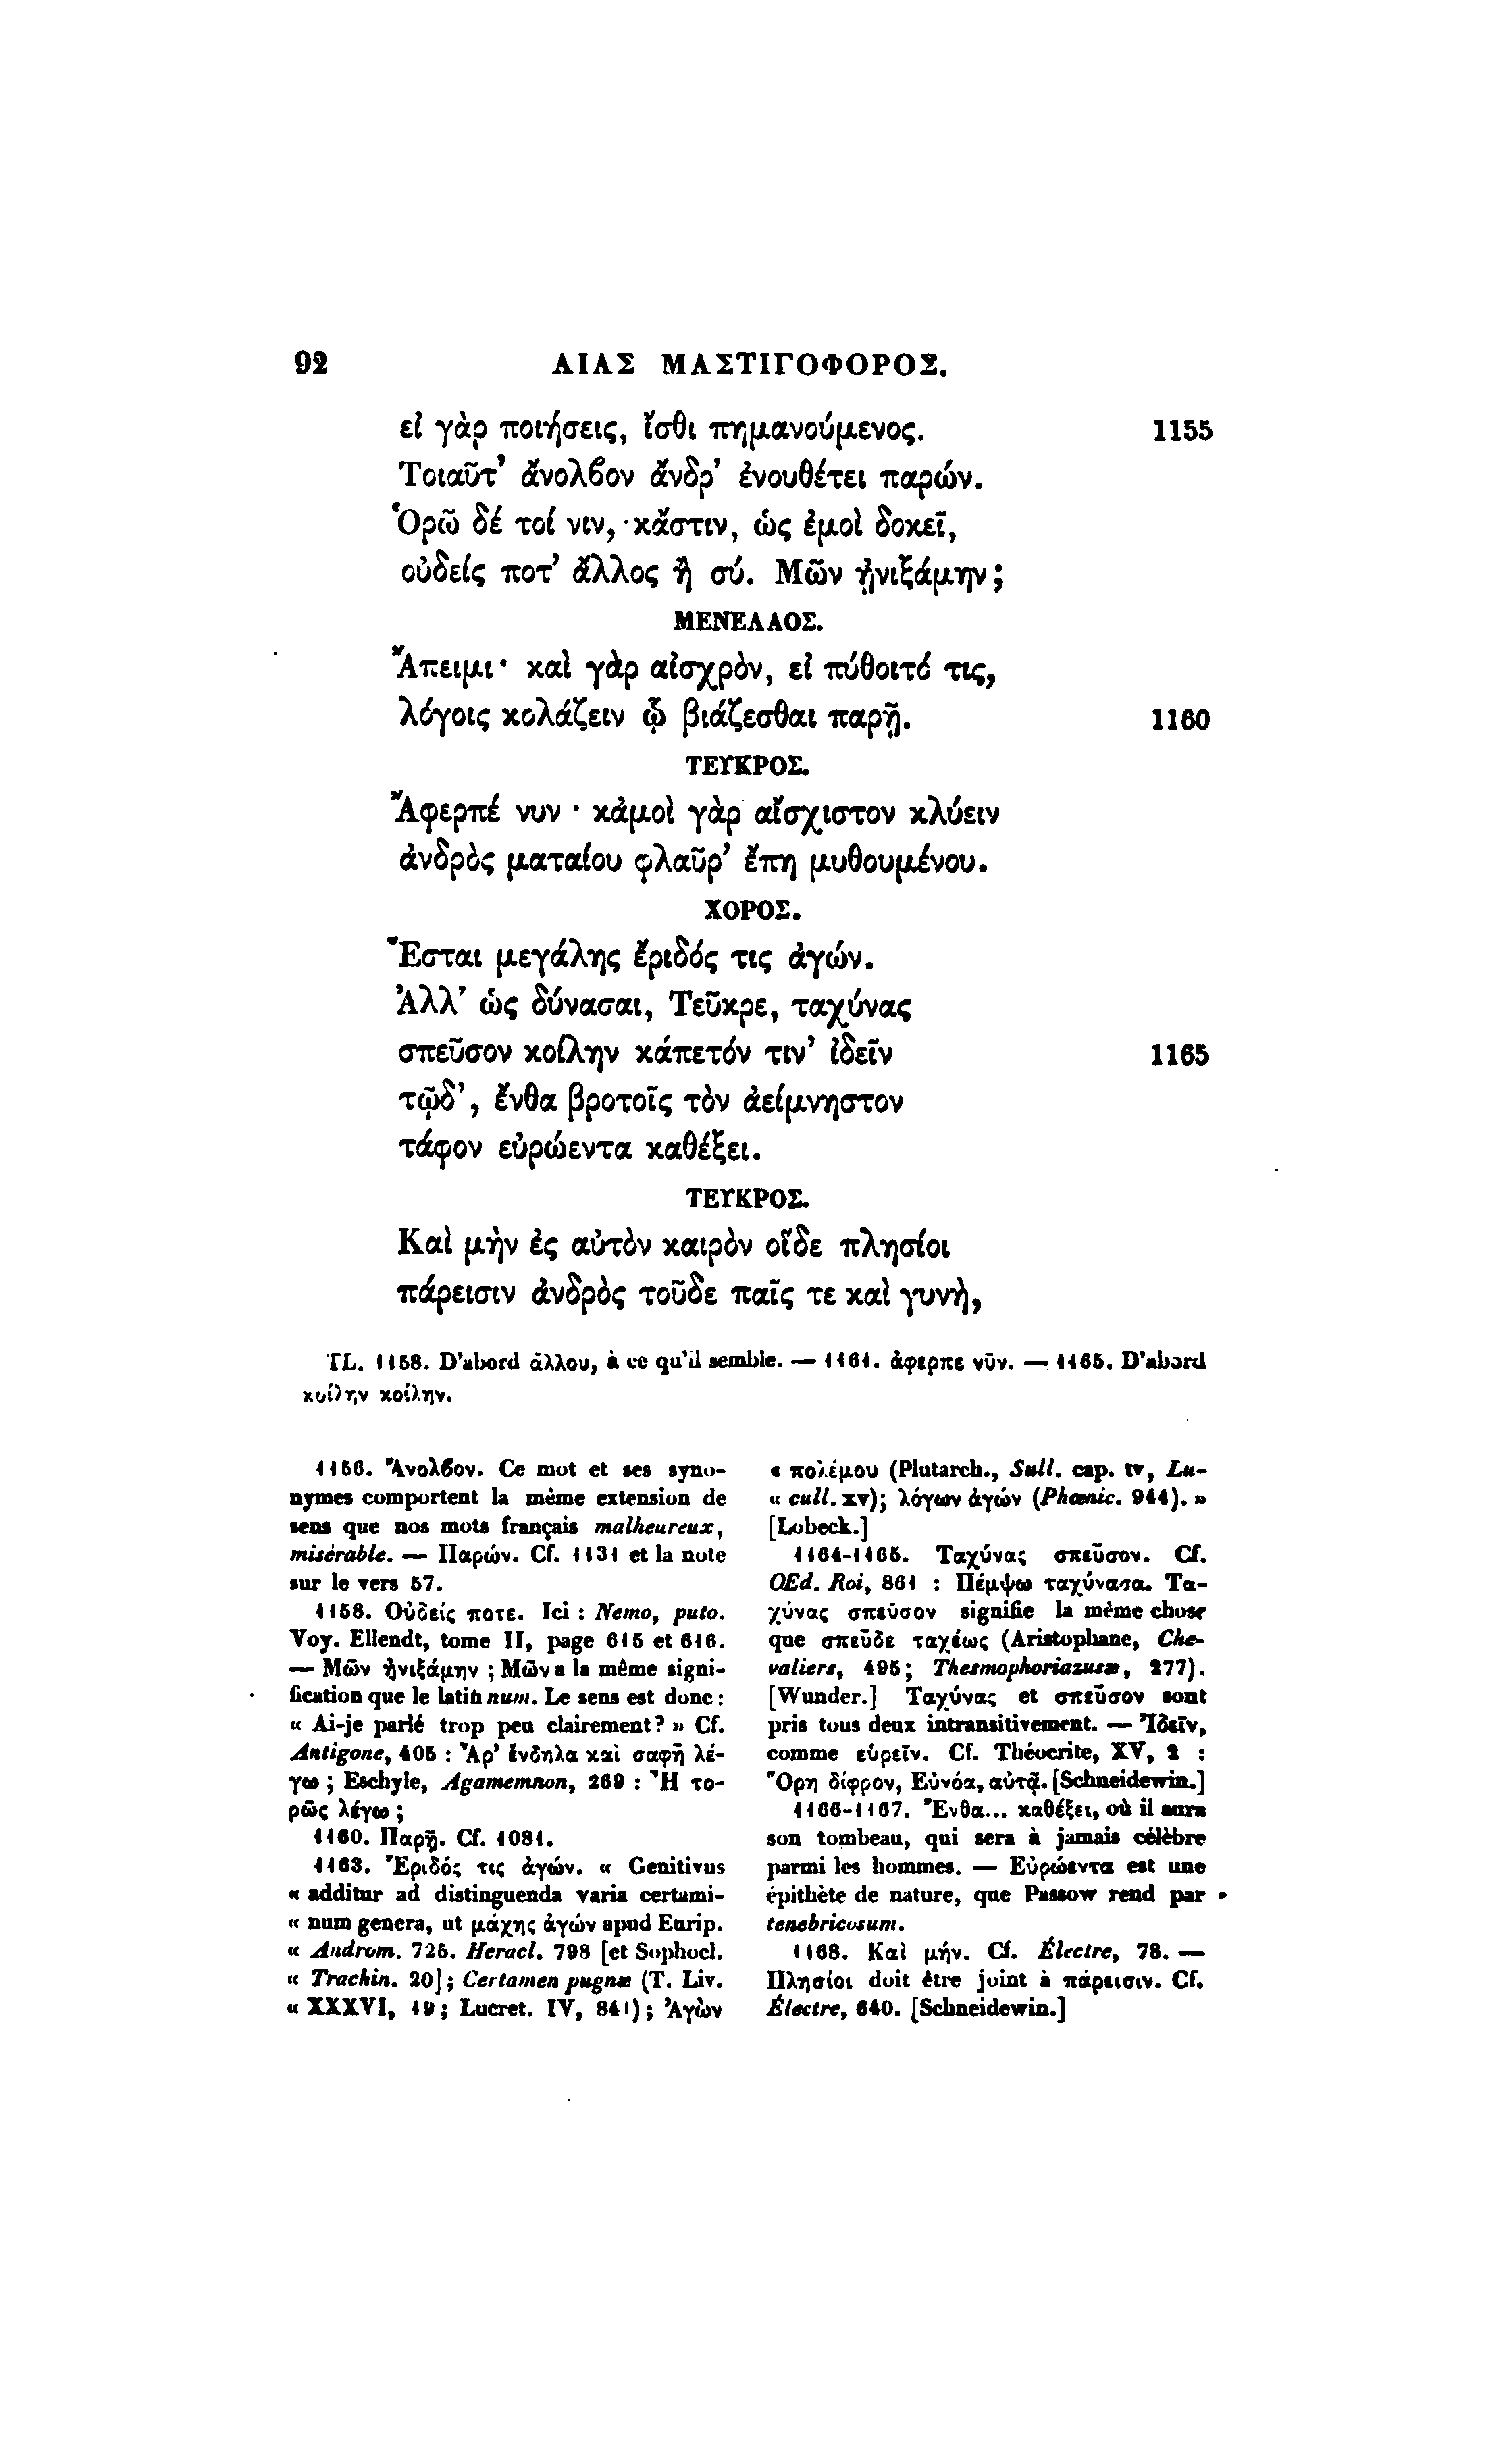 92 ΑΙΑΣ ΜΑΣΤΙΓΟΦΟΡΟΣ.
εἰ γὰρ ποιήσεις, ἴσθι πημανούμενος. 1155
Τοιαῦτ’ ἄνολϐον ἄνδρ’ ἐνουθέτει παρών.
Ὁρῶ δέ τοί νιν, κἄστιν, ὡς ἐμοὶ δοκεῖ,
οὐδείς ποτ’ ἄλλος ἢ σύ. Μῶν ᾐνιξάμην;
ΜΕΝΕΛΑΟΣ.
Ἄπειμι· καὶ γὰρ αἰσχρὸν, εἰ πύθοιτό τις,
λόγοις κολάζειν ᾧ βιάζεσθαι παρῇ. 1160
ΤΕΥΚΡΟΣ.
Ἄφερπέ νυν · κἀμοὶ γὰρ αἴσχιστον κλύειν
ἀνδρὸς ματαίου φλαῦρ’ ἔπη μυθουμένου.
ΧΟΡΟΣ.
Ἔσται μεγάλης ἔριδός τις ἀγών.
Ἀλλ’ ὡς δύνασαι, Τεῦκρε, ταχύνας
σπεῦσον κοίλην κάπετόν τιν’ ἰδεῖν 1165
τῷδ’, ἔνθα βροτοῖς τὸν ἀείμνηστον
τάφον εὐρώεντα καθέξει.
ΤΕΥΚΡΟΣ.
Καὶ μὴν ἐς αὐτὸν καιρὸν οἵδε πλησίοι
πάρεισιν ἀνδρὸς τοῦδε παῖς τε καὶ γυνὴ,
TL. 1158. D’abord ἄλλου, à ce qu’il semble. — 1161. ἄφερπε νῦν. — 1165. D’abord
κοίλην κοίλην.
1156. Ἄνολϐον. Ce mot et ses syno-
nymes comportent la même extension de
sens que nos mots français malheureux,
misérable. — Παρών. Cf. 1131 et la note
sur le vers 57.
1158. Οὐδείς ποτε. Ici : Nemo, puto.
Voy. Ellendt, tome II, page 615 et 616.
— Μῶν ᾐνιξάμην ; Μῶν a la même signi-
fication que le latin num. Le sens est donc :
« Ai-je parlé trop peu clairement? » Cf.
Antigone, 405 : Ἆρ’ ἔνδηλα καὶ σαφῆ λέ-
γω ; Eschyle, Agamemnon, 269 : Ἦ το-
ρῶς λέγω ;
1160. Παρῇ. Cf. 1081.
1163. Ἔριδός τις ἀγών. « Genitivus
« additur ad distinguenda varia certami-
« num genera, ut μάχης ἀγών apud Eurip.
« Androm. 725. Heracl. 798 [et Sophocl.
« Trachin. 20]; Certamen pugnæ (T. Liv.
« XXXVI, 19; Lucret. IV, 841); Ἀγὼν
« πολέμου (Plutarch., Sull. cap. IV, Lu-
« cull. XV); λόγων ἀγών (Phœnic. 944). »
[Lobeck.]
1164-1165. Ταχύνας σπεῦσον. Cf.
OEd. Roi, 861 : Πέμψω ταχύνασα. Τα-
χύνας σπεῦσον signifie la même chose
que σπεῦδε ταχέως (Aristophane, Che-
valiers, 495; Thesmophoriazusæ, 277).
[Wunder.] Ταχύνας et σπεῦσον sont
pris tous deux intransitivement. — Ἰδεῖν,
comme εὑρεῖν. Cf. Théocrite, XV, 2 :
Ὅρη δίφρον, Εὐνόα, αὐτᾷ. [Schneidewin.]
1166-1167. Ἔνθα... καθέξει, où il aura
son tombeau, qui sera à jamais célèbre
parmi les hommes. — Εὐρώεντα est une
épithète de nature, que Passow rend par
tenebricosum.
1168. Καὶ μήν. Cf. Électre, 78. —
Πλησίοι doit être joint à πάρεισιν. Cf.
Électre, 640. [Schneidewin.]